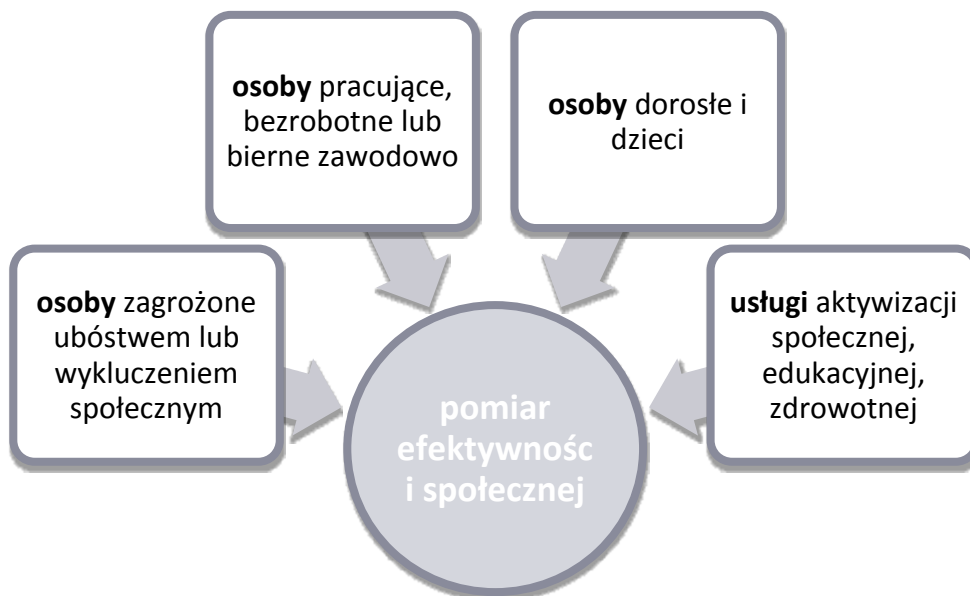 osoby pracujące,
bezrobotne lub
bierne zawodowo
osoby dorosłe i
dzieci
osoby zagrożone
ubóstwem lub
wykluczeniem
społecznym
usługi aktywizacji
społecznej,
edukacyjnej,
zdrowotnej
pomiar
efektywnośc
i społecznej